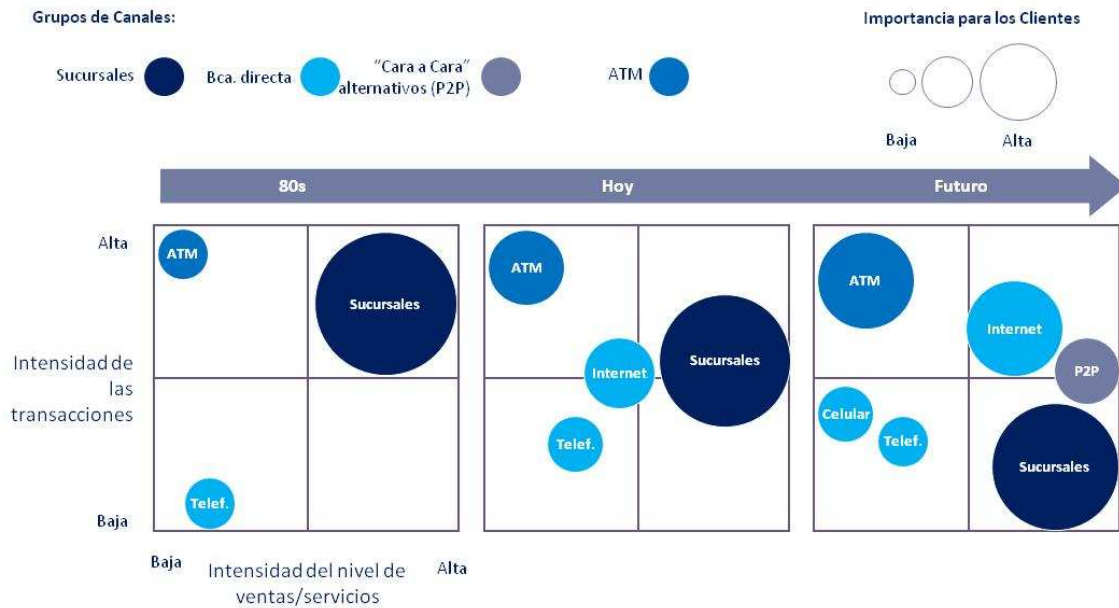 Grupos de Canales:
Importancia para los Clientes
Sucursales
Bca. directa
"Cara a Cara"
alternativos (P2P)
ATM
Baja
Alta
80s
Hoy
Futuro
Alta
Intensidad de
las
transacciones
Baja
ATM
Sucursales
Telef.
ATM
Internet
Sucursales
Telef.
ATM
Internet
P2P
Celular
Telef.
Sucursales
Baja
Intensidad del nivel de
ventas/servicios
Alta